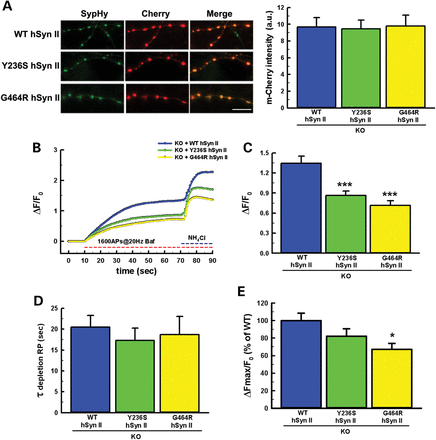 A
SypHy Cherry Merge
WT hSyn II
Y236S hSyn II
G464R hSyn II
m-Cherry intensity (a.u.)
12
10
8
6
4
2
0
WT hSyn II Y236S hSyn II G464R hSyn II
KO
B
KO + WT hSyn II
KO + Y236S hSyn II
KO + G464R hSyn II
ΔF/F0
2.4
1.8
1.2
0.6
0.0
1600APs@20Hz Baf
NH4Cl
0 10 20 30 40 50 60 70 80 90
time (sec)
C
ΔF/F0
1.5
1.2
0.9
0.6
0.3
0.0
*** ***
WT hSyn II Y236S hSyn II G464R hSyn II
KO
D
τ depletion RP (sec)
25
20
15
10
5
0
WT hSyn II Y236S hSyn II G464R hSyn II
KO
E
ΔFmax/F0 (% of WT)
120
100
80
60
40
20
0
*
WT hSyn II Y236S hSyn II G464R hSyn II
KO